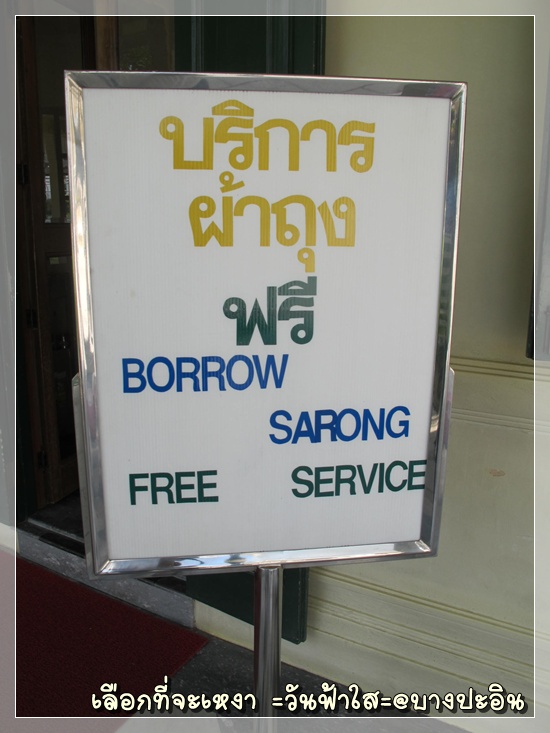 บริการ
ผ้าถุง
ฟรี
BORROW
SARONG
FREE SERVICE
เลือกที่จะเหงา =วันฟ้าใส=@บางปะอิน